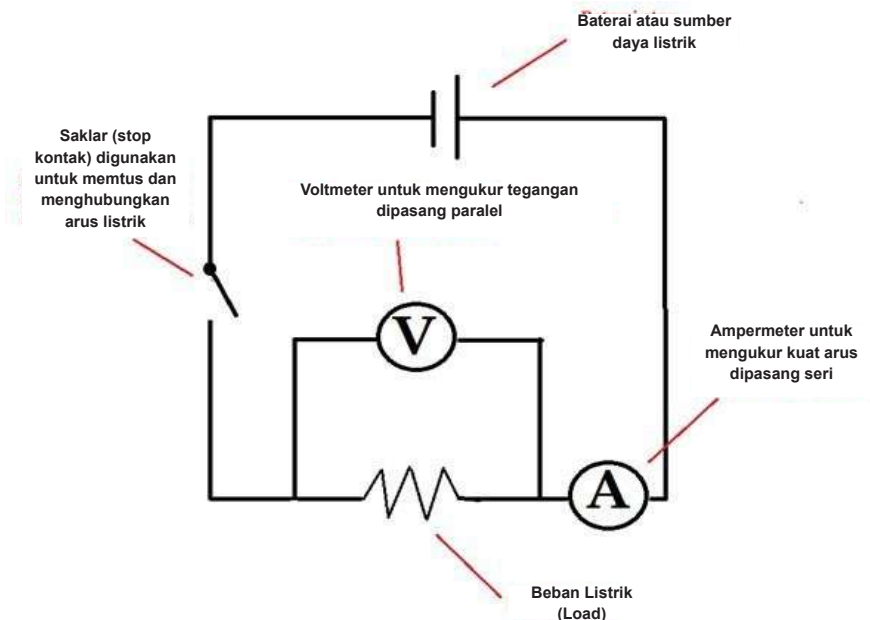 Baterai atau sumber
daya listrik
Saklar (stop
kontak) digunakan
untuk memtus dan
menghubungkan
arus listrik
Voltmeter untuk mengukur tegangan
dipasang paralel
V
Ampermeter untuk
mengukur kuat arus
dipasang seri
A
Beban Listrik
(Load)